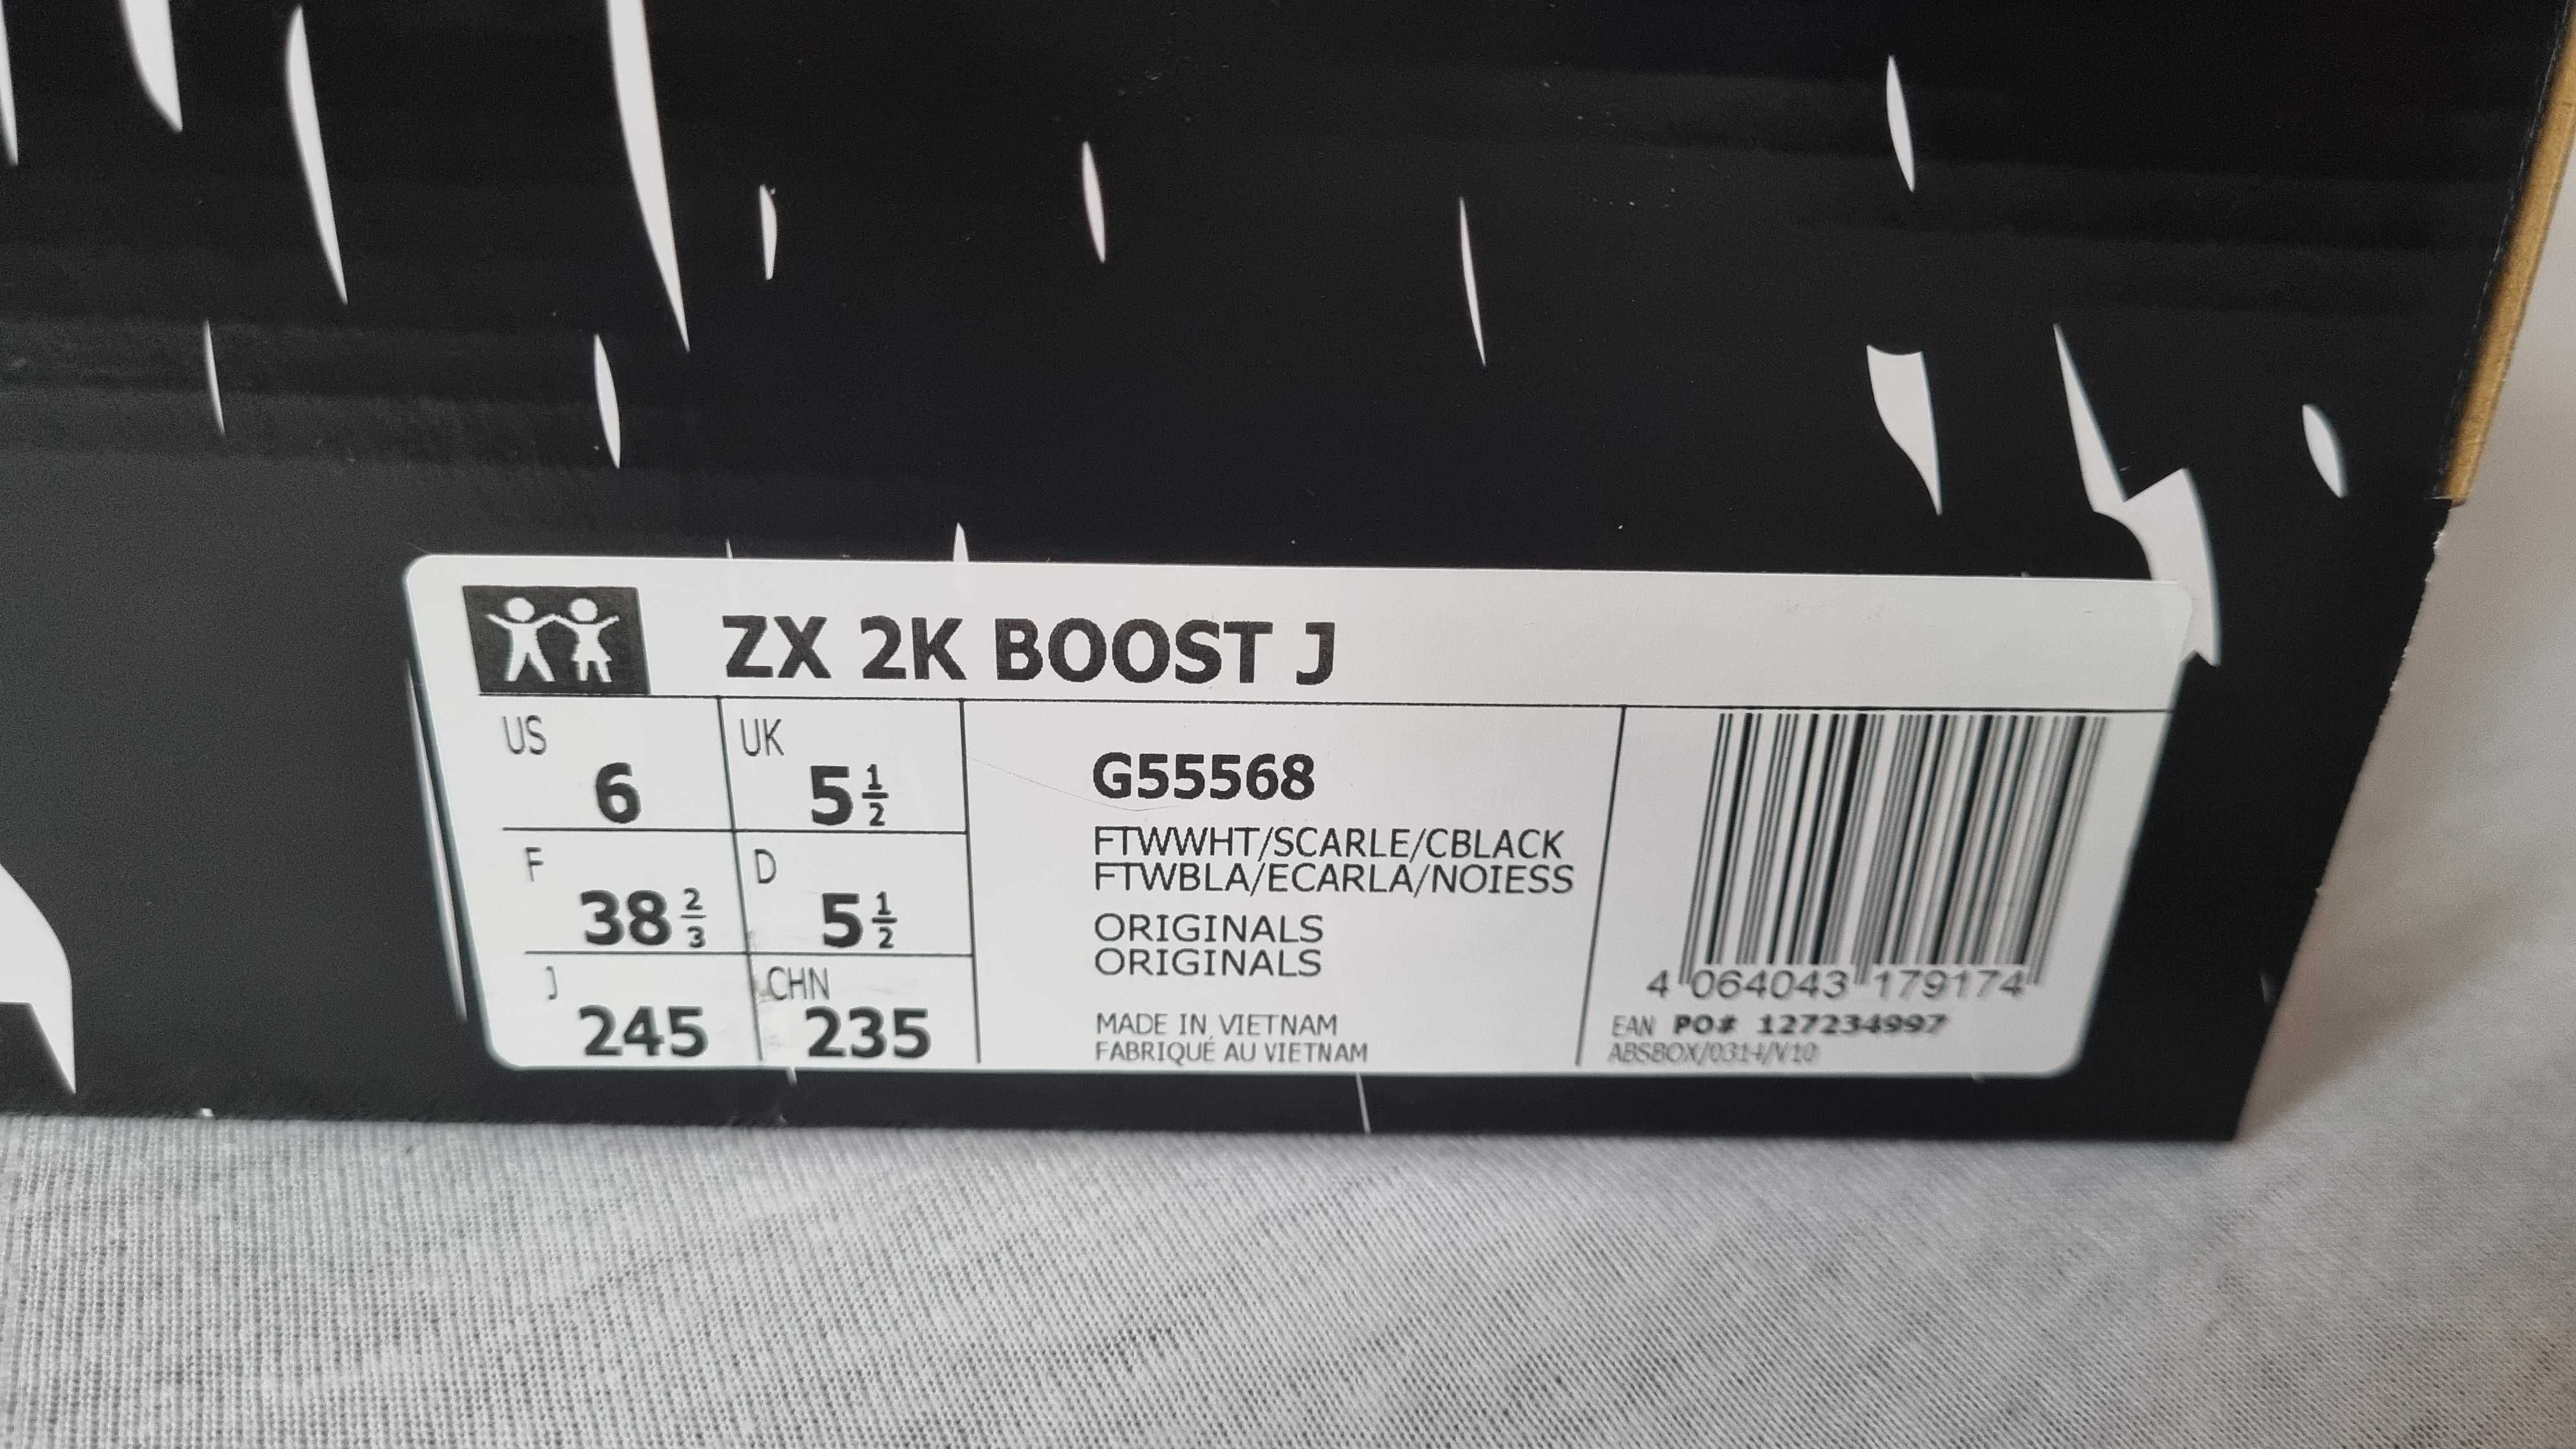 ZX 2K BOOST J
US 6 UK 5 1/2
F 38 2/3 D 5 1/2
J 245 CHN 235
G55568
FTWWHT/SCARLE/CBLACK
FTWBLA/ECARLA/NOIESS
ORIGINALS
ORIGINALS
MADE IN VIETNAM
FABRIQUÉ AU VIETNAM
4 064043 179174
EAN PO# 127234997
ABSBOX/0314/V10